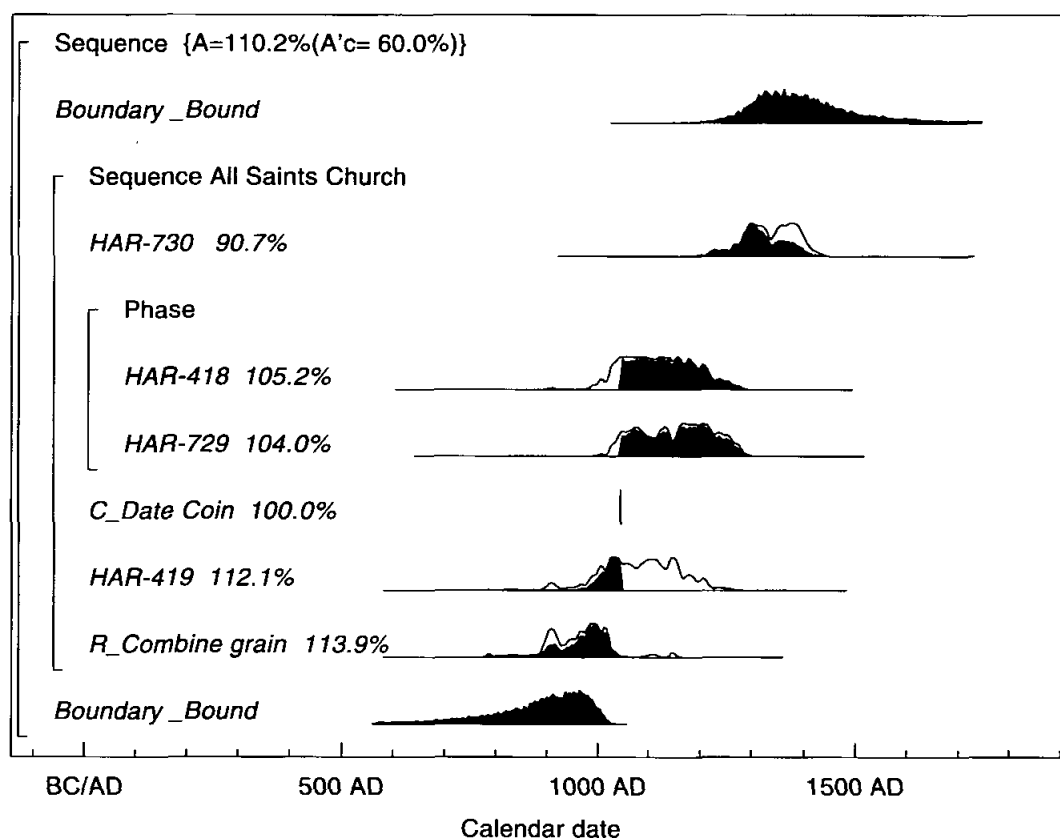 Sequence {A=110.2%(A'c= 60.0%)}
Boundary _Bound
Sequence All Saints Church
HAR-730 90.7%
Phase
HAR-418 105.2%
HAR-729 104.0%
C_Date Coin 100.0%
HAR-419 112.1%
R_Combine grain 113.9%
Boundary _Bound
BC/AD 500 AD 1000 AD 1500 AD
Calendar date